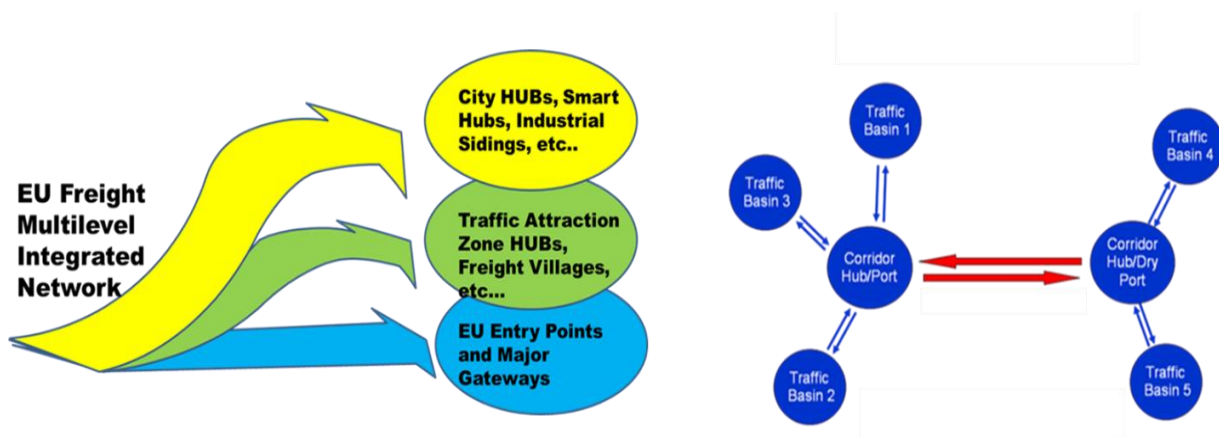 EU Freight
Multilevel
Integrated
Network
City HUBs, Smart
Hubs, Industrial
Sidings, etc..
Traffic Attraction
Zone HUBs,
Freight Villages,
etc...
EU Entry Points
and Major
Gateways
Traffic
Basin 1
Traffic
Basin 3
Corridor
Hub/Port
Traffic
Basin 2
Traffic
Basin 4
Corridor
Hub/Dry
Port
Traffic
Basin 5